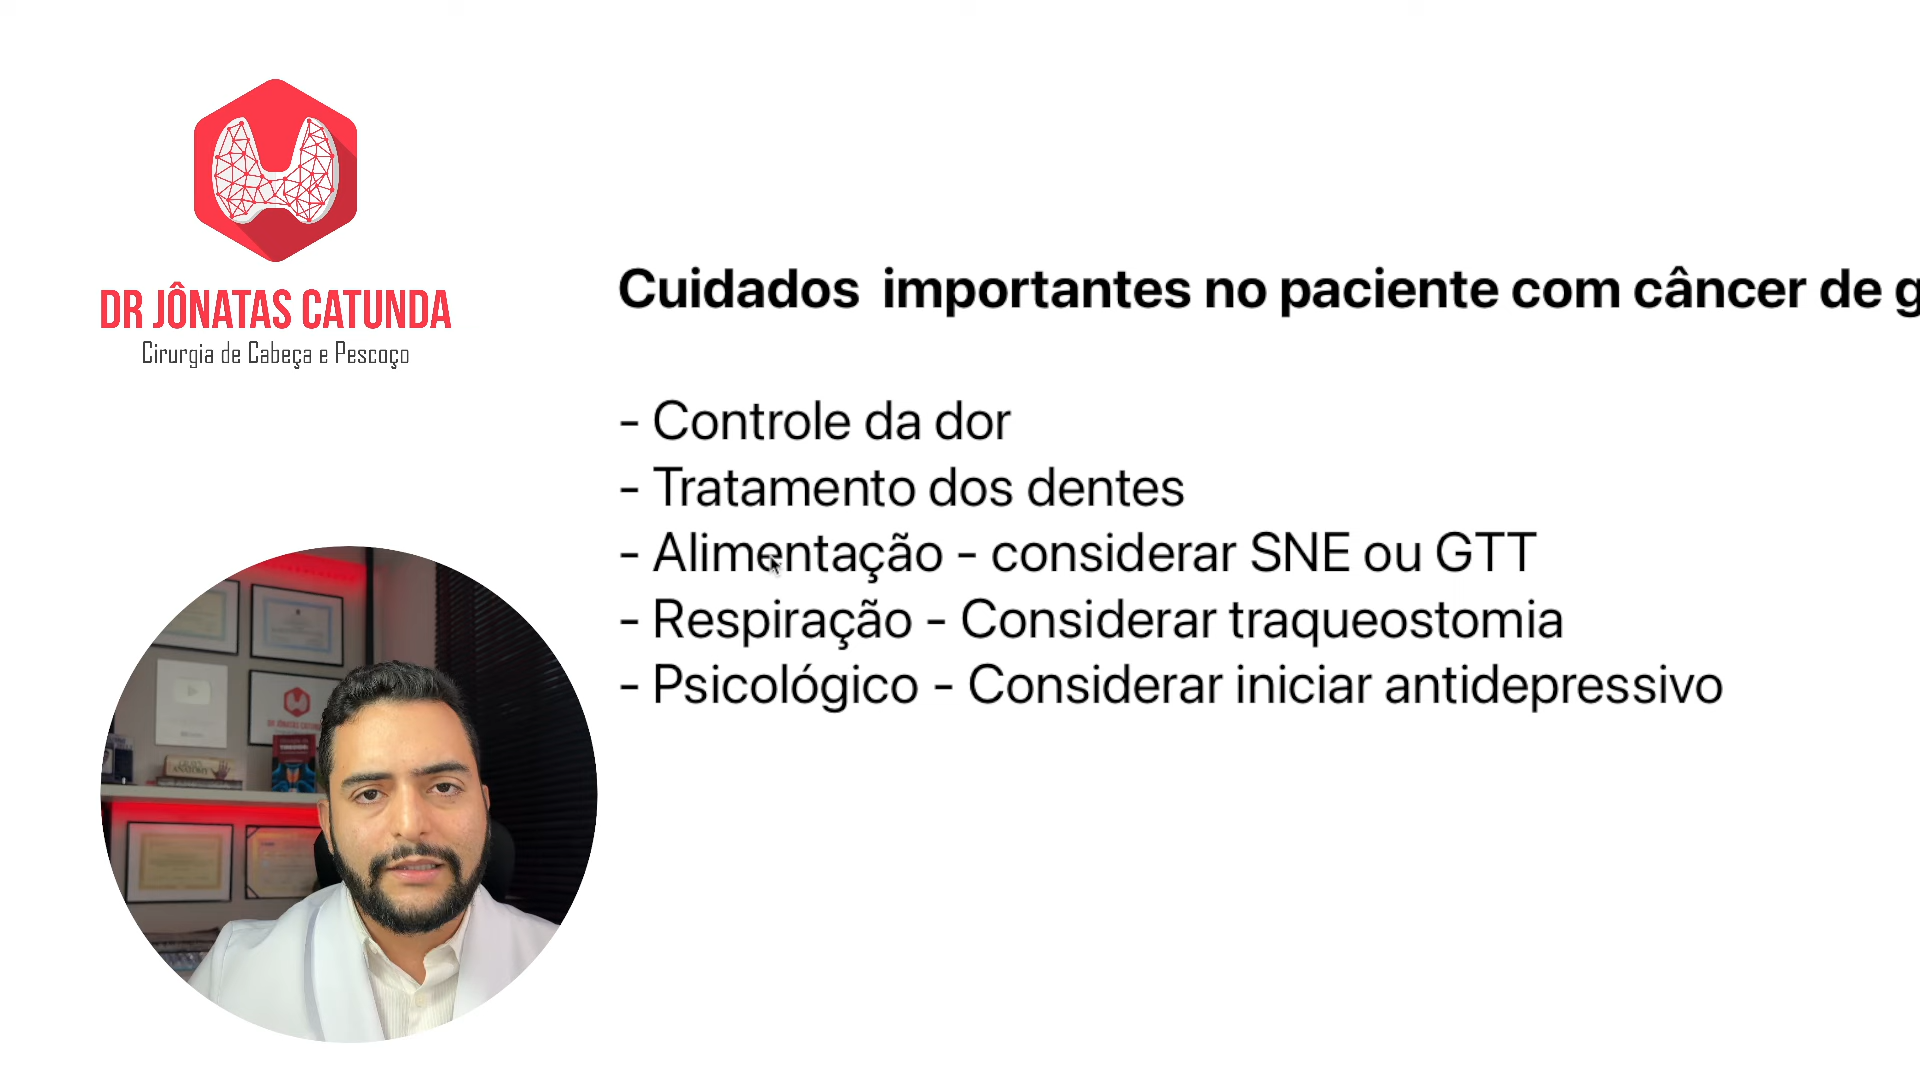 DR JÔNATAS CATUNDA
Cirurgia de Cabeça e Pescoço
Cuidados importantes no paciente com câncer de g
- Controle da dor
- Tratamento dos dentes
- Alimentação - considerar SNE ou GTT
- Respiração - Considerar traqueostomia
- Psicológico - Considerar iniciar antidepressivo